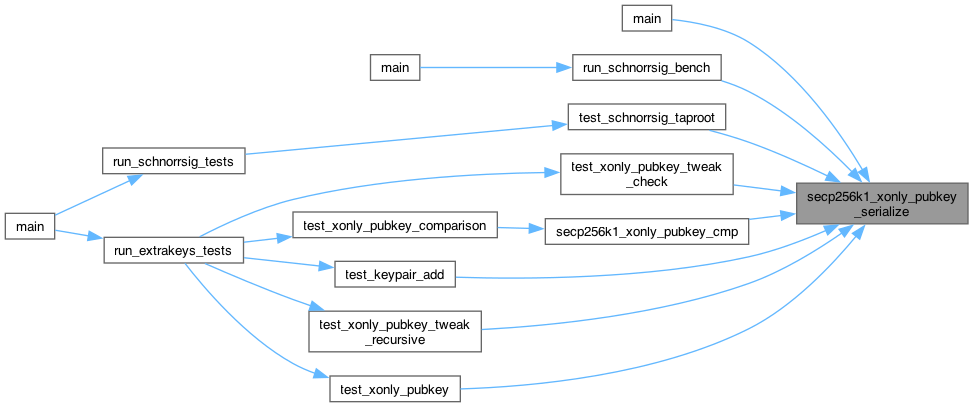 main
main
run_schnorrsig_bench
test_schnorrsig_taproot
run_schnorrsig_tests
test_xonly_pubkey_tweak
_check
secp256k1_xonly_pubkey
_serialize
main
test_xonly_pubkey_comparison
secp256k1_xonly_pubkey_cmp
run_extrakeys_tests
test_keypair_add
test_xonly_pubkey_tweak
_recursive
test_xonly_pubkey